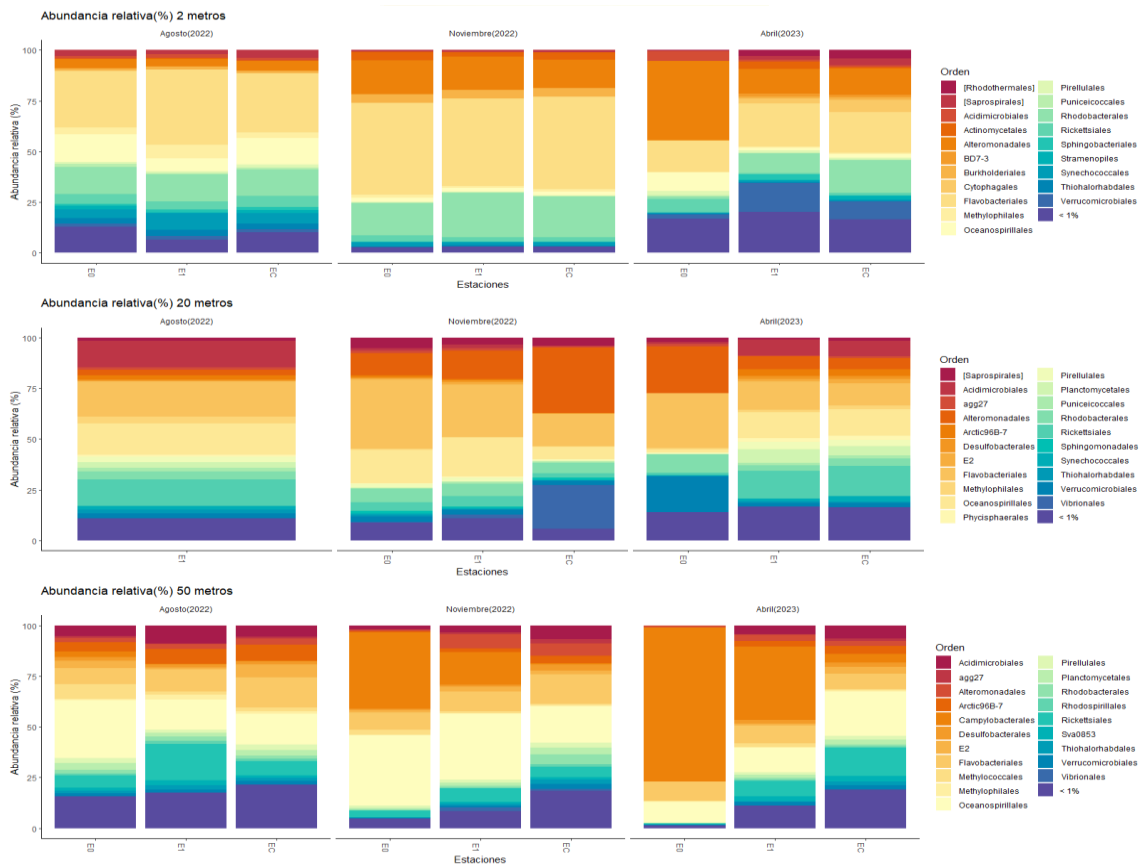 Abundancia relativa(%) 2 metros
Agosto(2022)
Noviembre(2022)
Abril(2023)
Abundancia relativa (%)
100
75
50
25
0
E0
E1
EC
E0
E1
EC
E0
E1
EC
Estaciones
Orden
[Rhodothermales]
[Saprospirales]
Acidimicrobiales
Actinomycetales
Alteromonadales
BD7-3
Burkholderiales
Cytophagales
Flavobacteriales
Methylophilales
Oceanospirillales
Pirellulales
Puniceicoccales
Rhodobacterales
Rickettsiales
Sphingobacteriales
Stramenopiles
Synechococcales
Thiohalorhabdales
Verrucomicrobiales
< 1%
Abundancia relativa(%) 20 metros
Agosto(2022)
Noviembre(2022)
Abril(2023)
Abundancia relativa (%)
100
75
50
25
0
E1
E0
E1
EC
E0
E1
EC
Estaciones
Orden
[Saprospirales]
Acidimicrobiales
agg27
Alteromonadales
Arctic96B-7
Desulfobacterales
E2
Flavobacteriales
Methylophilales
Oceanospirillales
Phycisphaerales
Pirellulales
Planctomycetales
Puniceicoccales
Rhodobacterales
Rickettsiales
Sphingomonadales
Synechococcales
Thiohalorhabdales
Verrucomicrobiales
Vibrionales
< 1%
Abundancia relativa(%) 50 metros
Agosto(2022)
Noviembre(2022)
Abril(2023)
Abundancia relativa (%)
100
75
50
25
0
E0
E1
EC
E0
E1
EC
E0
E1
EC
Estaciones
Orden
Acidimicrobiales
agg27
Alteromonadales
Arctic96B-7
Campylobacterales
Desulfobacterales
E2
Flavobacteriales
Methylococcales
Methylophilales
Oceanospirillales
Pirellulales
Planctomycetales
Rhodobacterales
Rhodospirillales
Rickettsiales
Sva0853
Thiohalorhabdales
Verrucomicrobiales
Vibrionales
< 1%